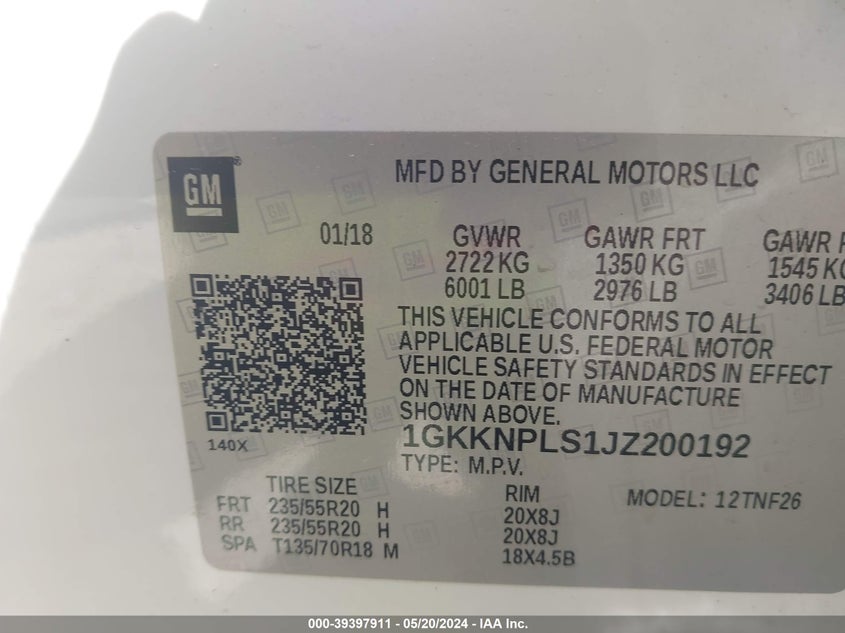 GM
MFD BY GENERAL MOTORS LLC
01/18 GVWR GAWR FRT GAWR
2722 KG 1350 KG 1545 KG
6001 LB 2976 LB 3406 LB
THIS VEHICLE CONFORMS TO ALL
APPLICABLE U.S. FEDERAL MOTOR
VEHICLE SAFETY STANDARDS IN EFFECT
ON THE DATE OF MANUFACTURE
SHOWN ABOVE.
140X
1GKKNPLS1JZ200192
TYPE: M.P.V.
TIRE SIZE RIM MODEL: 12TNF26
FRT 235/55R20 H 20X8J
RR 235/55R20 H 20X8J
SPA T135/70R18 M 18X4.5B
000-39397911 — 05/20/2024 — IAA Inc.